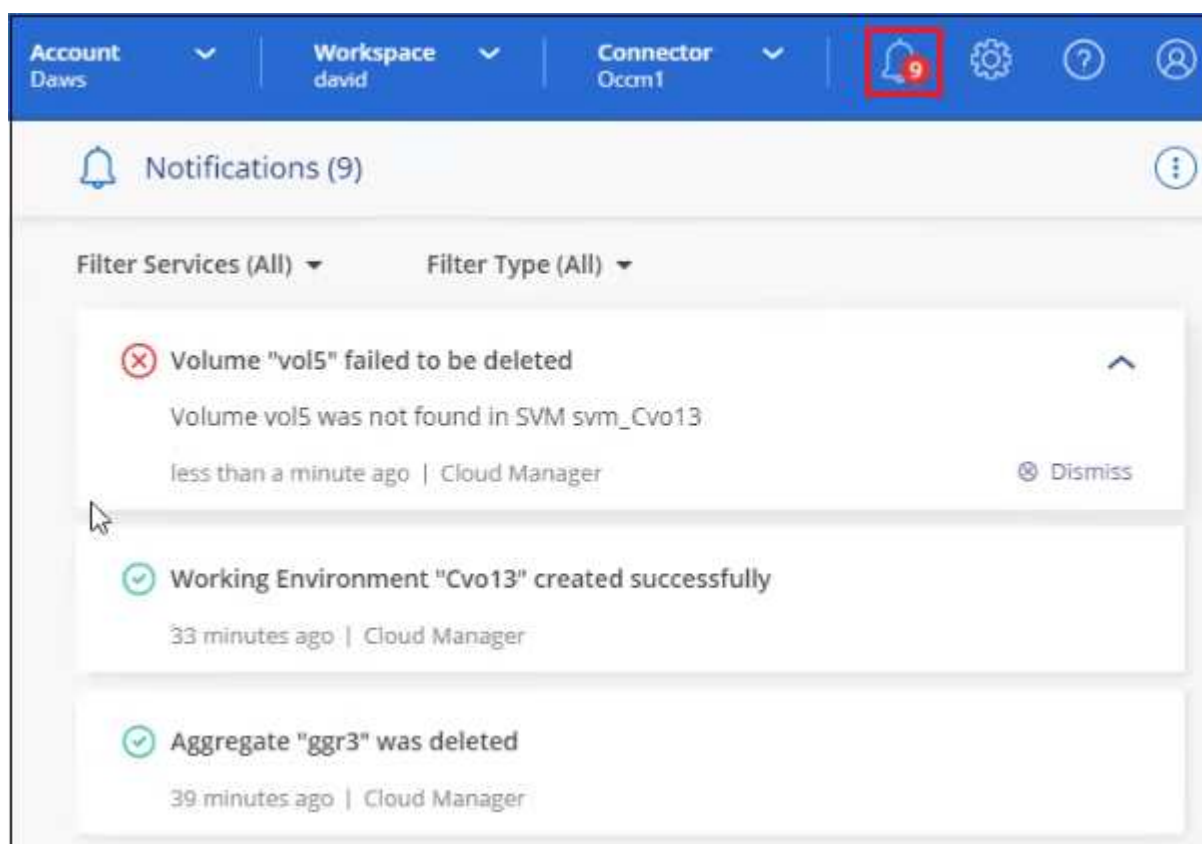 Account Workspace Connector
Daws david Occm1 9
Notifications (9)
Filter Services (All) Filter Type (All)
Volume "vol5" failed to be deleted
Volume vol5 was not found in SVM svm_Cvo13
less than a minute ago | Cloud Manager Dismiss
Working Environment "Cvo13" created successfully
33 minutes ago | Cloud Manager
Aggregate "ggr3" was deleted
39 minutes ago | Cloud Manager